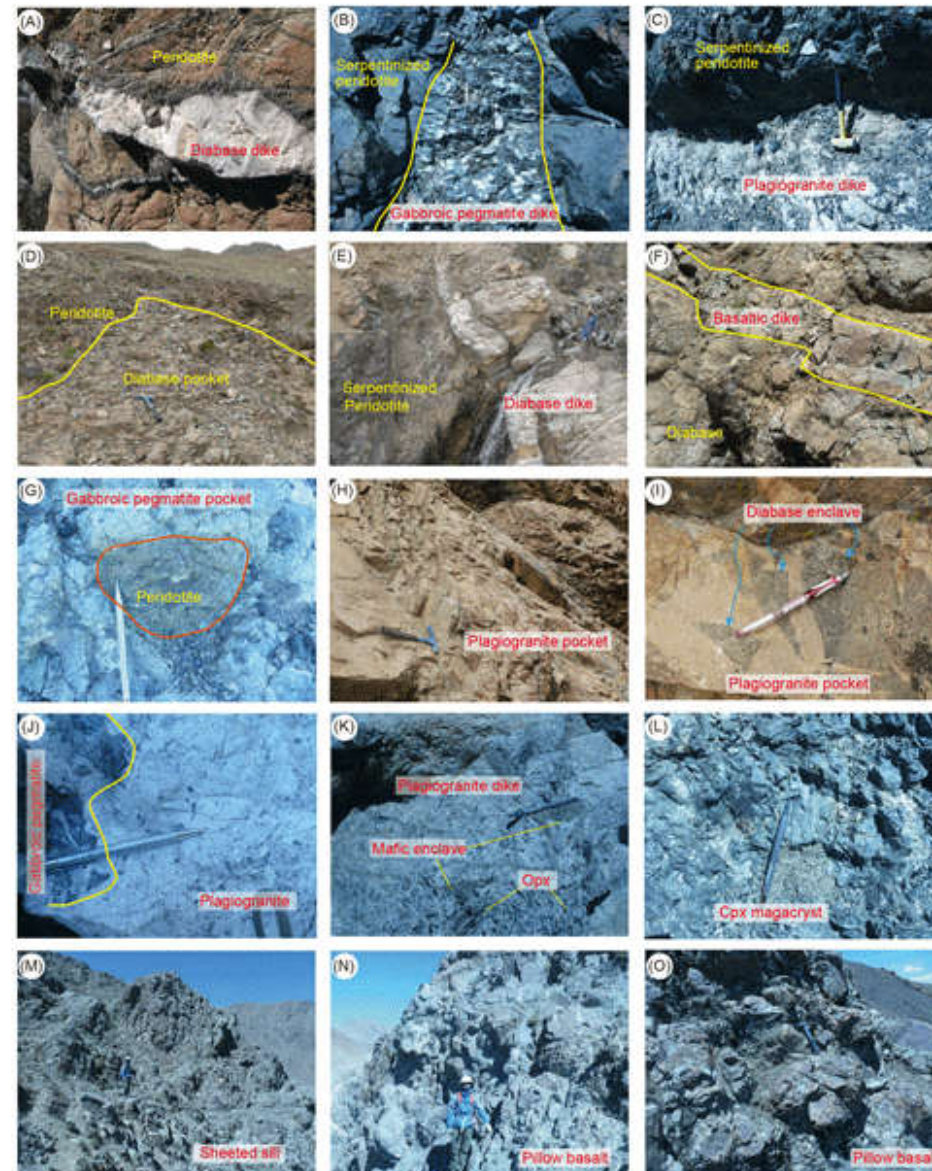 (A)
Peridotite
Diabase dike
(B)
Serpentinized
peridotite
Gabbroic pegmatite dike
(C)
Serpentinized
peridotite
Plagiogranite dike
(D)
Peridotite
Diabase pocket
(E)
Serpentinized
Peridotite
Diabase dike
(F)
Basaltic dike
Diabase
(G)
Gabbroic pegmatite pocket
Peridotite
(H)
Plagiogranite pocket
(I)
Diabase enclave
Plagiogranite pocket
(J)
Gabbroic pegmatite
Plagiogranite
(K)
Plagiogranite dike
Mafic enclave
Opx
(L)
Cpx magacryst
(M)
Sheeted sill
(N)
Pillow basalt
(O)
Pillow basalt